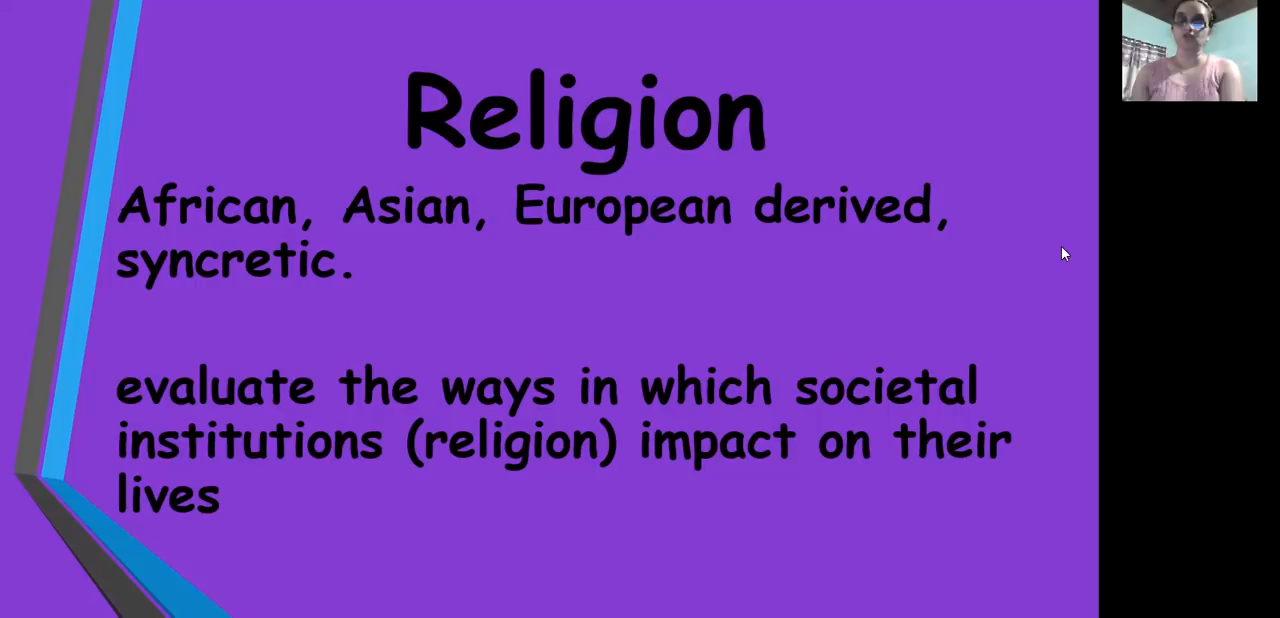 Religion
African, Asian, European derived,
syncretic.
evaluate the ways in which societal
institutions (religion) impact on their
lives